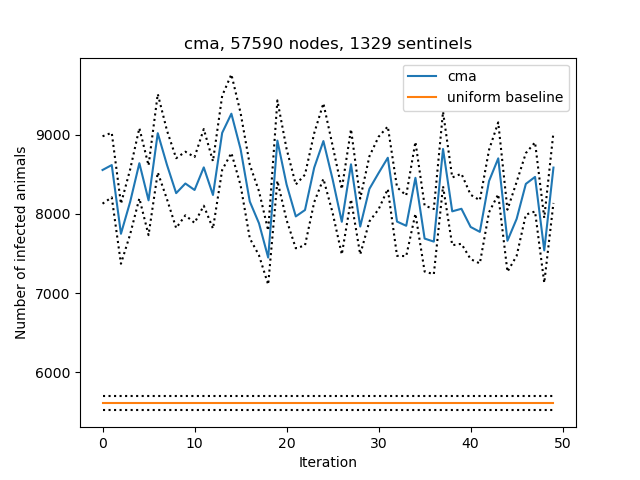 cma, 57590 nodes, 1329 sentinels
cma
uniform baseline
Number of infected animals
9000
8000
7000
6000
0 10 20 30 40 50
Iteration